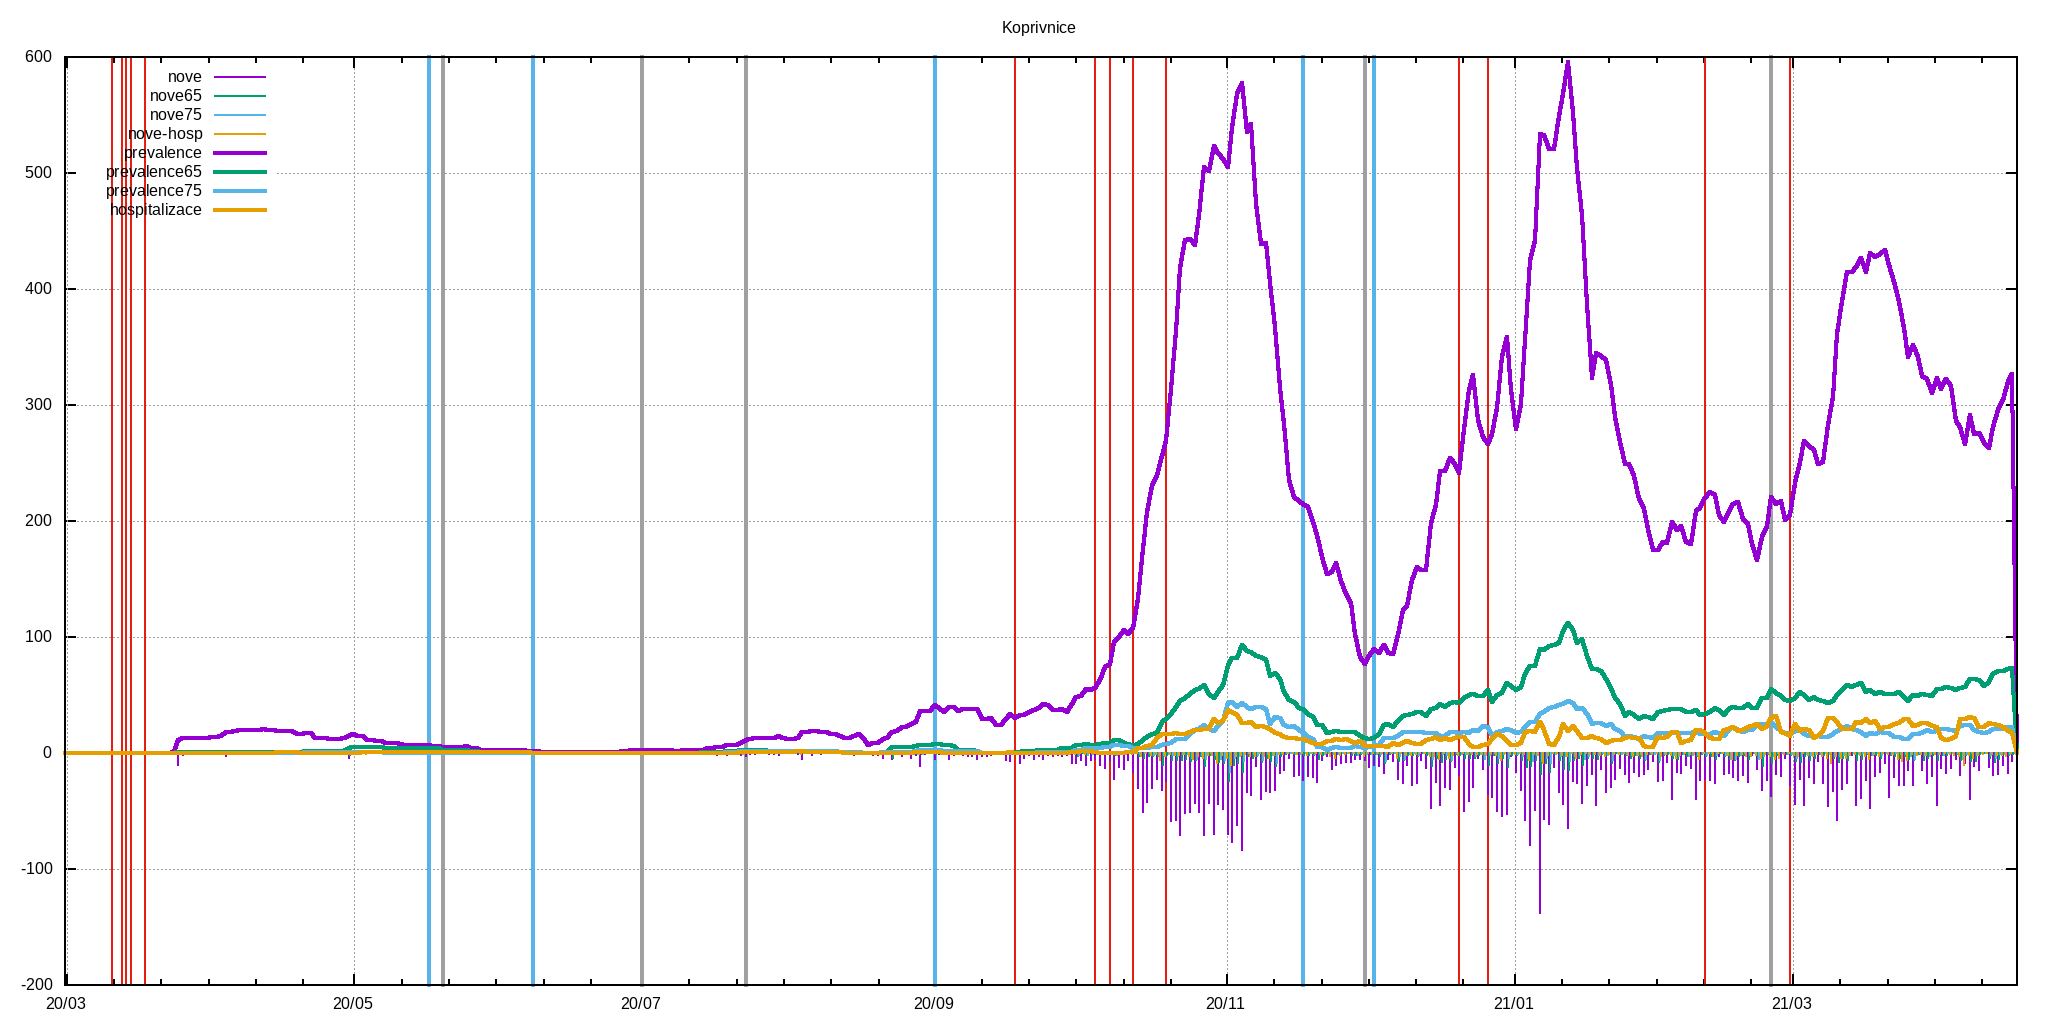 Koprivnice
600
500
400
300
200
100
0
-100
-200
nove
nove65
nove75
nove-hosp
prevalence
prevalence65
prevalence75
hospitalizace
20/03
20/05
20/07
20/09
20/11
21/01
21/03